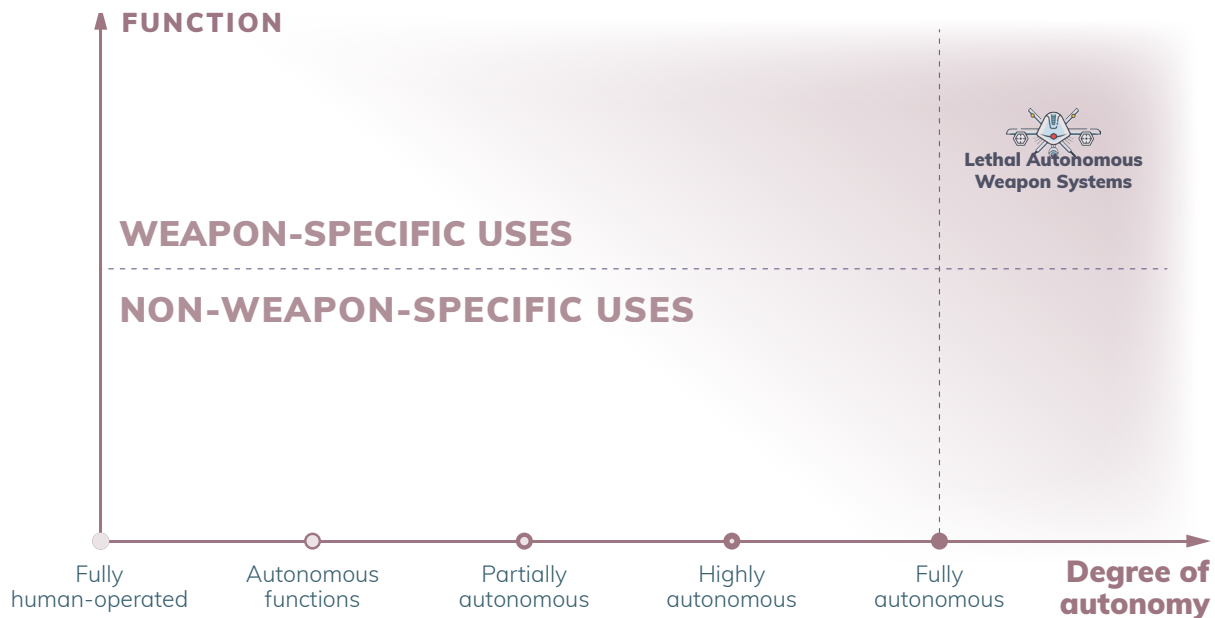 FUNCTION
Lethal Autonomous
Weapon Systems
WEAPON-SPECIFIC USES
NON-WEAPON-SPECIFIC USES
Fully
human-operated
Autonomous
functions
Partially
autonomous
Highly
autonomous
Fully
autonomous
Degree of
autonomy